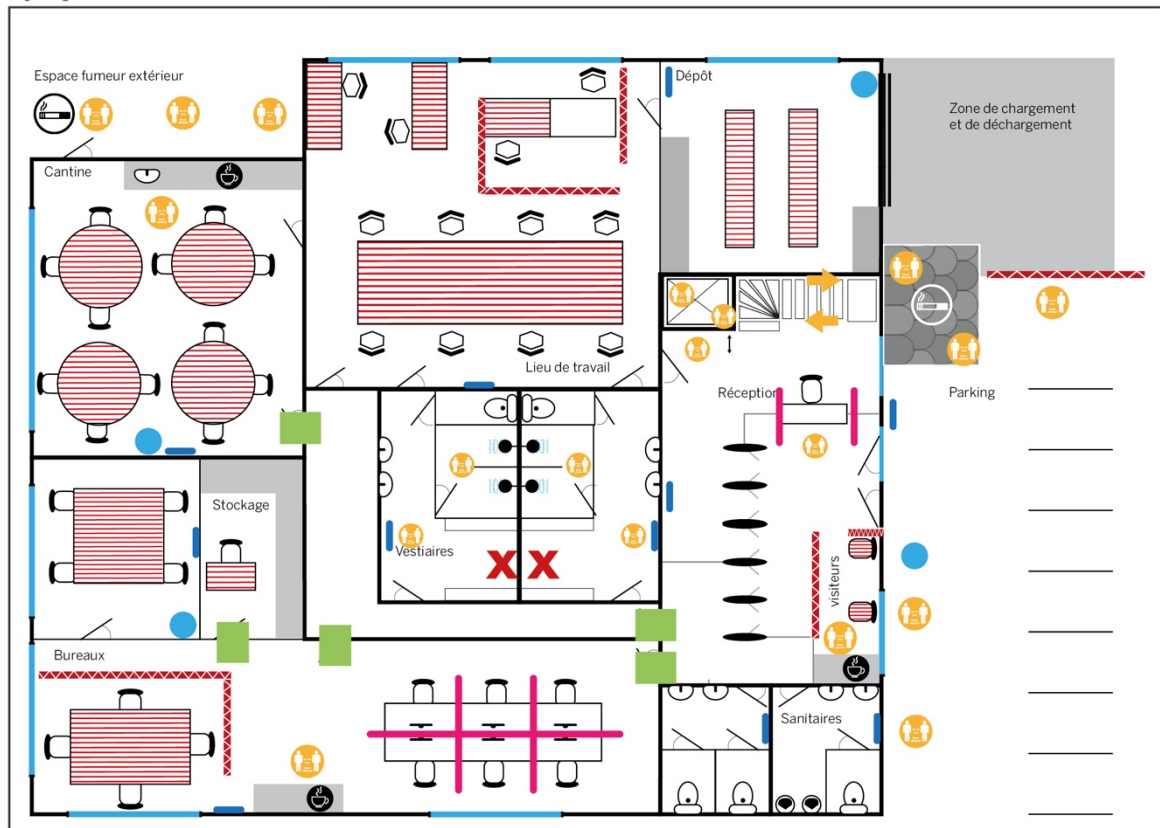 Espace fumeur extérieur
Dépôt
Zone de chargement
et de déchargement
Cantine
Lieu de travail
Réception
Parking
Stockage
Vestiaires
visiteurs
Bureaux
Sanitaires